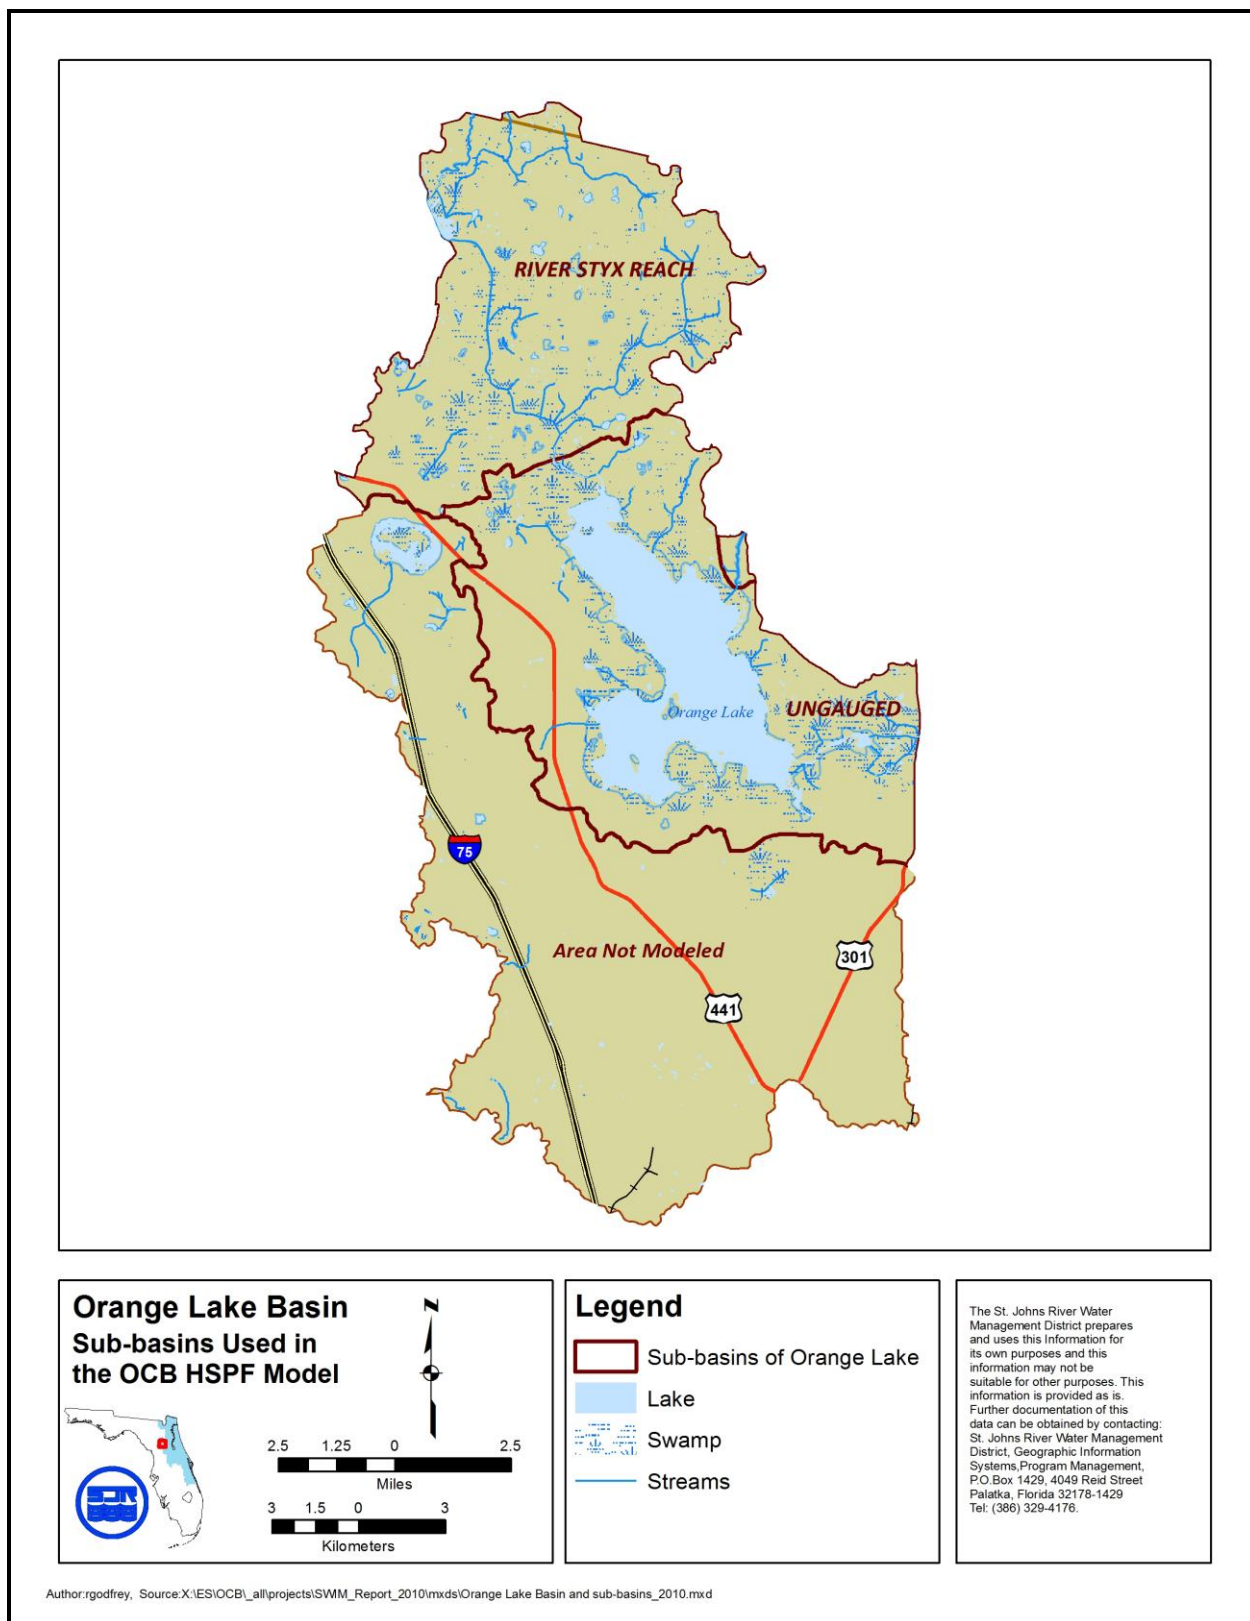 RIVER STYX REACH
Orange Lake
UNGAUGED
75
Area Not Modeled
301
441
Orange Lake Basin
Sub-basins Used in
the OCB HSPF Model
N
2.5 1.25 0 2.5
Miles
3 1.5 0 3
Kilometers
Legend
Sub-basins of Orange Lake
Lake
Swamp
Streams
The St. Johns River Water
Management District prepares
and uses this Information for
its own purposes and this
information may not be
suitable for other purposes. This
information is provided as is.
Further documentation of this
data can be obtained by contacting:
St. Johns River Water Management
District, Geographic Information
Systems,Program Management,
P.O.Box 1429, 4049 Reid Street
Palatka, Florida 32178-1429
Tel: (386) 329-4176.
Author:rgodfrey, Source:X:\ES\OCB\_all\projects\SWIM_Report_2010\mxds\Orange Lake Basin and sub-basins_2010.mxd